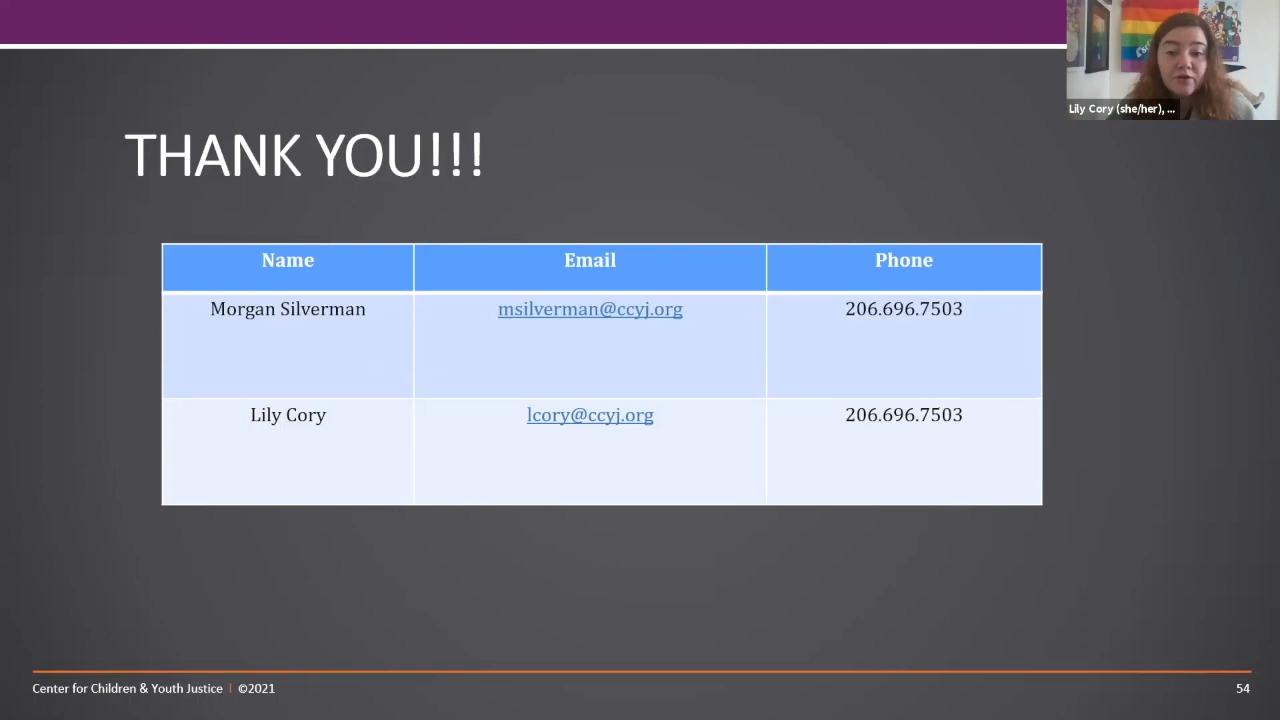 Lily Cory (she/her), ...
THANK YOU!!!
Name Email Phone
Morgan Silverman msilverman@ccyj.org 206.696.7503
Lily Cory lcory@ccyj.org 206.696.7503
Center for Children & Youth Justice | ©2021
54